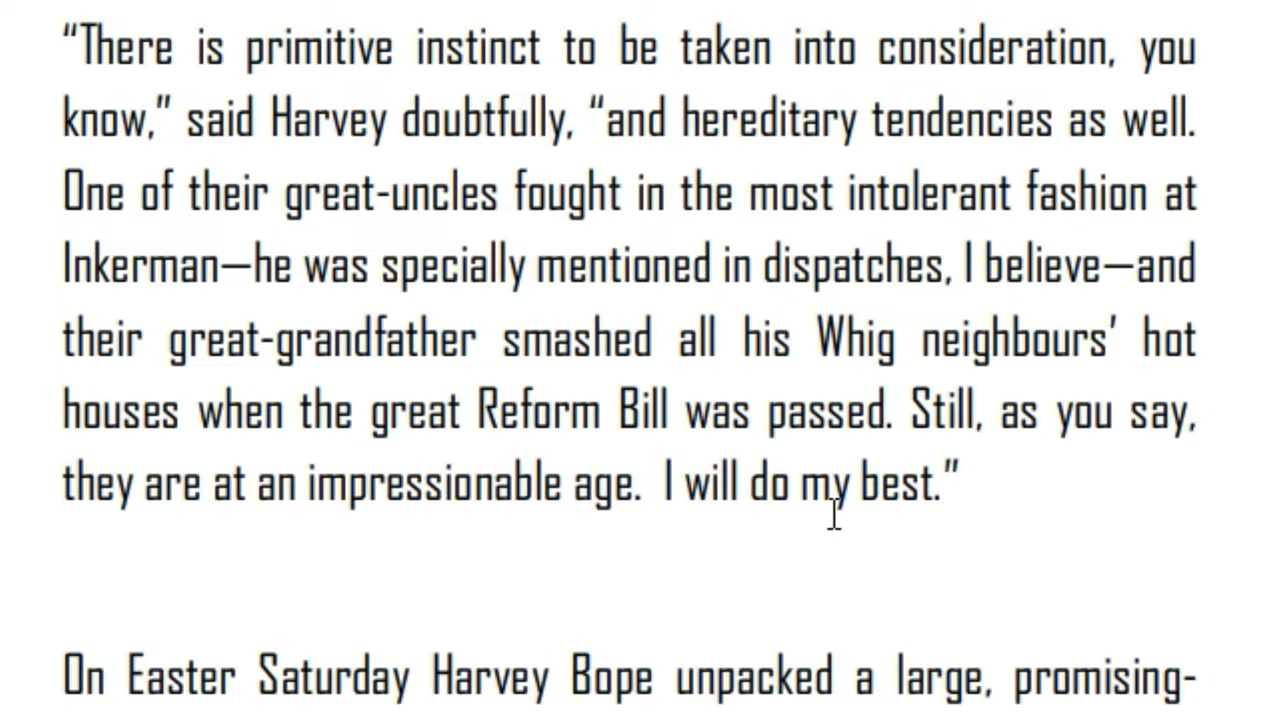 “There is primitive instinct to be taken into consideration, you
know,” said Harvey doubtfully, “and hereditary tendencies as well.
One of their great-uncles fought in the most intolerant fashion at
Inkerman—he was specially mentioned in dispatches, I believe—and
their great-grandfather smashed all his Whig neighbours’ hot
houses when the great Reform Bill was passed. Still, as you say,
they are at an impressionable age.  I will do my best.”
On Easter Saturday Harvey Bope unpacked a large, promising-